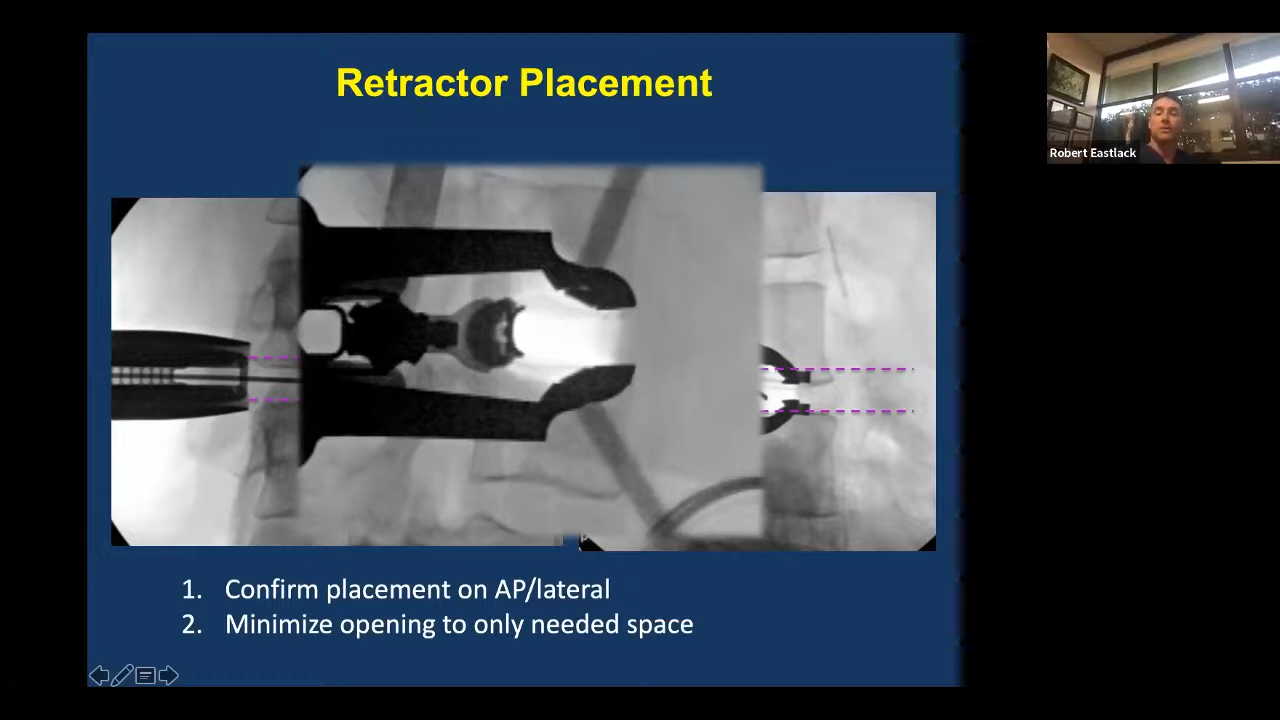 Retractor Placement
Robert Eastlack
1. Confirm placement on AP/lateral
2. Minimize opening to only needed space